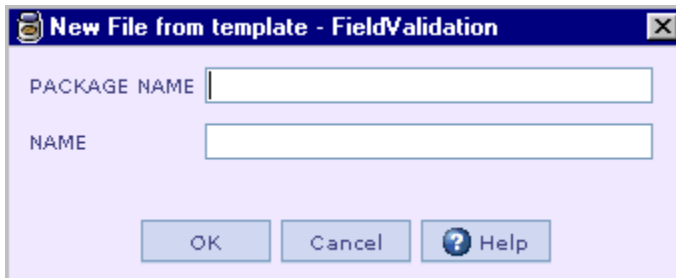 New File from template - FieldValidation
PACKAGE NAME
NAME
OK Cancel Help